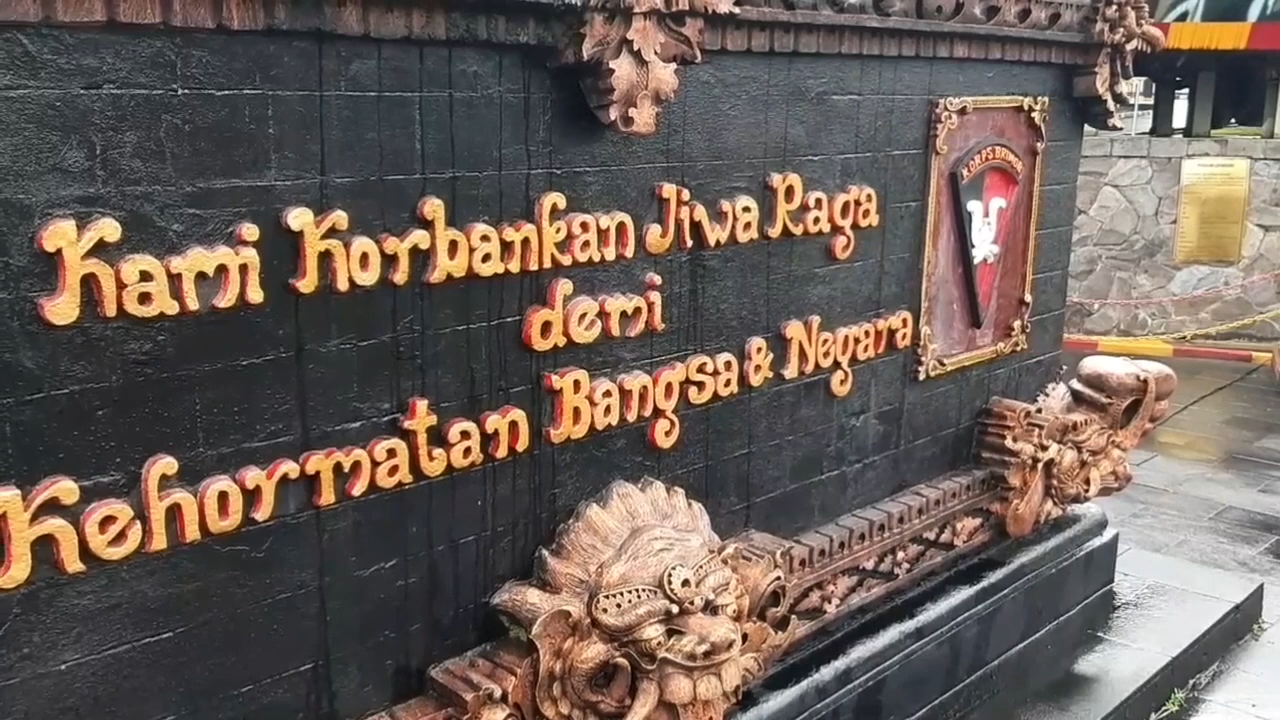 Kami Korbankan Jiwa Raga
demi
Kehormatan Bangsa & Negara
KORPS BRIMOB